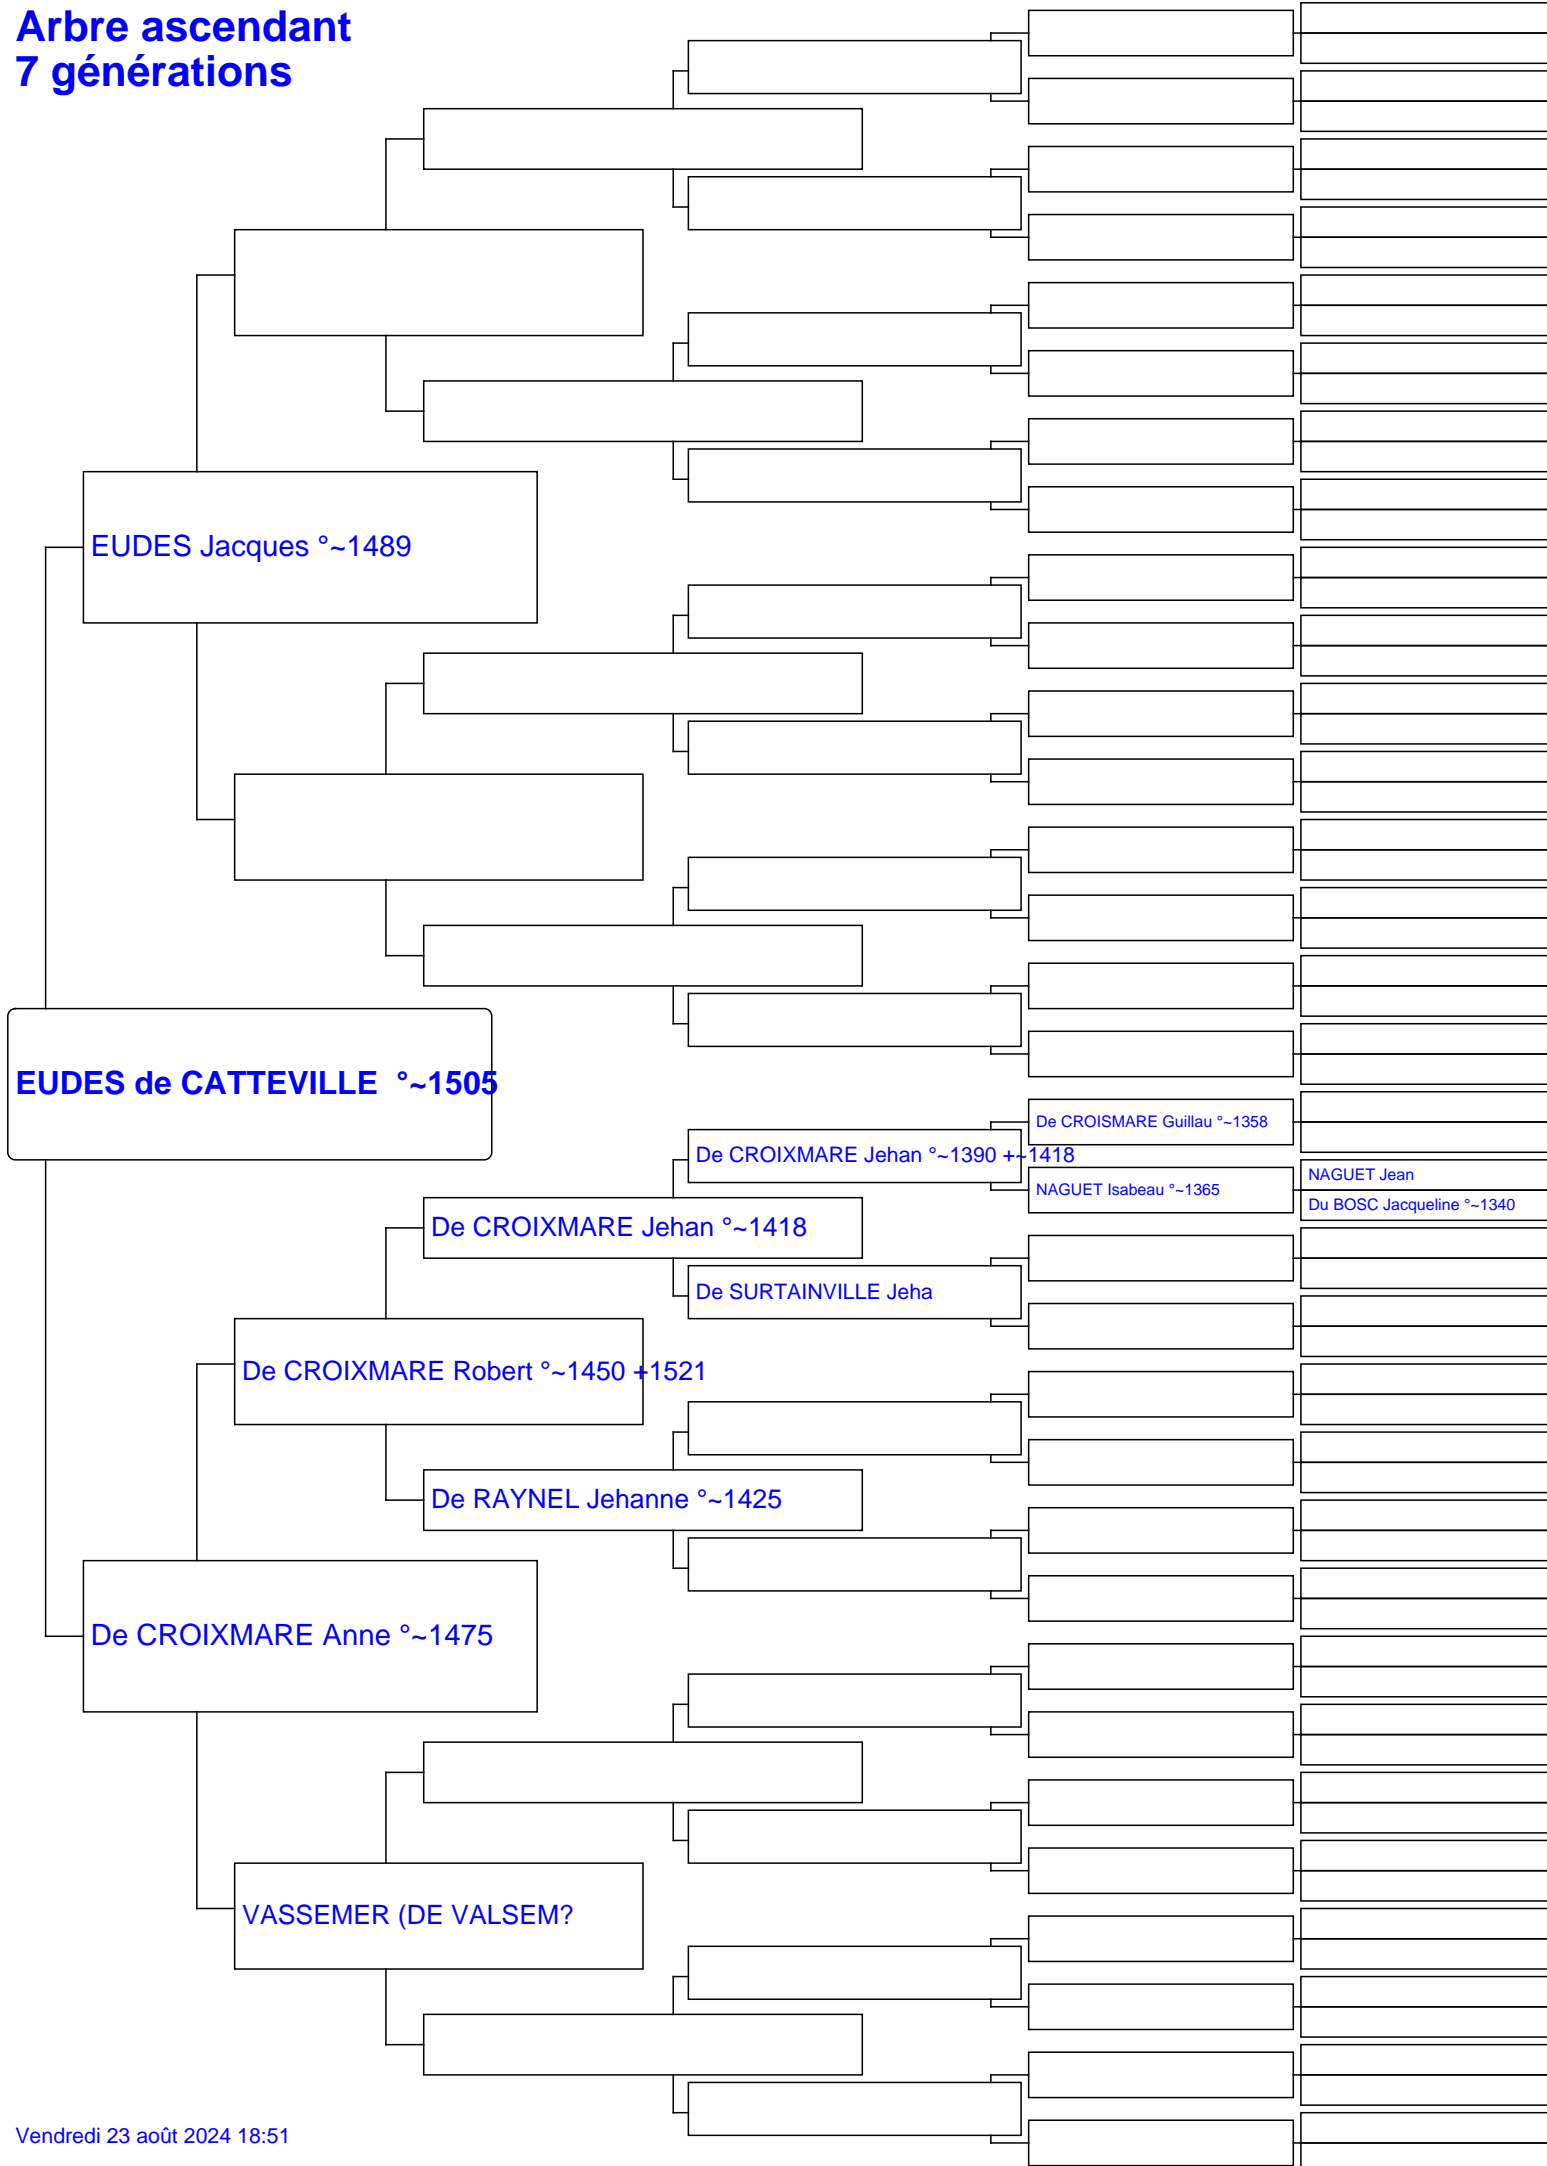 Arbre ascendant
7 générations
EUDES Jacques °~1489
EUDES de CATTEVILLE °~1505
De CROISMARE Guillau °~1358
De CROIXMARE Jehan °~1390 +~1418
NAGUET Jean
NAGUET Isabeau °~1365
Du BOSC Jacqueline °~1340
De CROIXMARE Jehan °~1418
De SURTAINVILLE Jeha
De CROIXMARE Robert °~1450 +1521
De RAYNEL Jehanne °~1425
De CROIXMARE Anne °~1475
VASSEMER (DE VALSEM?
Vendredi 23 août 2024 18:51